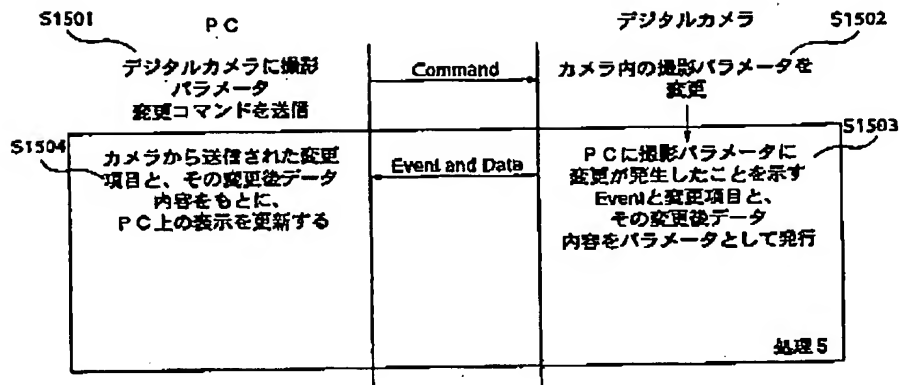 S1501
PC
デジタルカメラ
S1502
デジタルカメラに撮影
パラメータ
変更コマンドを送信
Command
カメラ内の撮影パラメータを
変更
S1504
カメラから送信された変更
項目と、その変更後データ
内容をもとに、
PC上の表示を更新する
Event and Data
S1503
PCに撮影パラメータに
変更が発生したことを示す
Eventと変更項目と、
その変更後データ
内容をパラメータとして発行
処理5